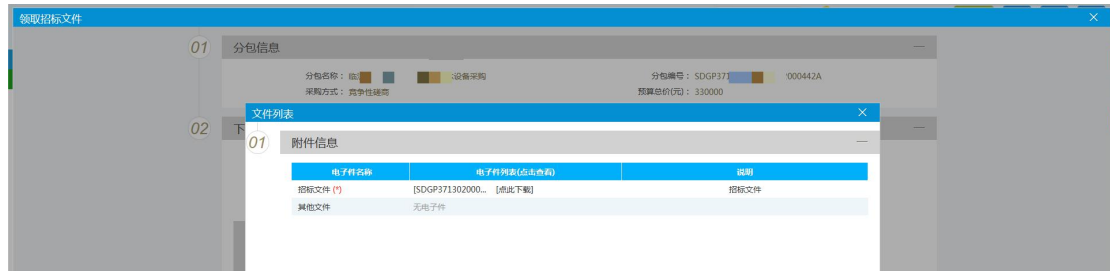 领取招标文件
01 分包信息
分包名称： 临 设备采购 分包编号： SDGP371 000442A
采购方式： 竞争性磋商 预算总价(元)： 330000
文件列表
02 下
01 附件信息
电子件名称 电子件列表(点击查看) 说明
招标文件 (*) [SDGP371302000... [点此下载] 招标文件
其他文件 无电子件